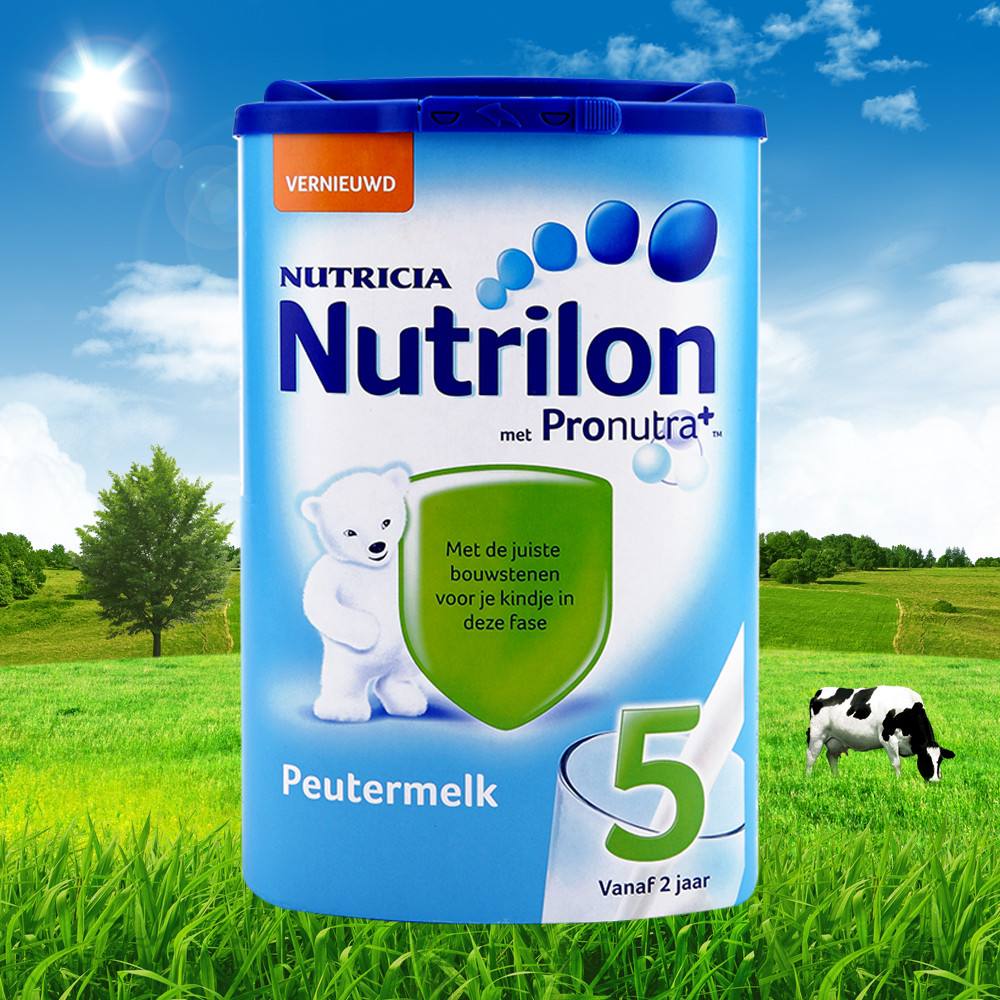 VERNIEUWD
NUTRICIA
Nutrilon
met Pronutra+™
Met de juiste
bouwstenen
voor je kindje in
deze fase
Peutermelk
5
Vanaf 2 jaar